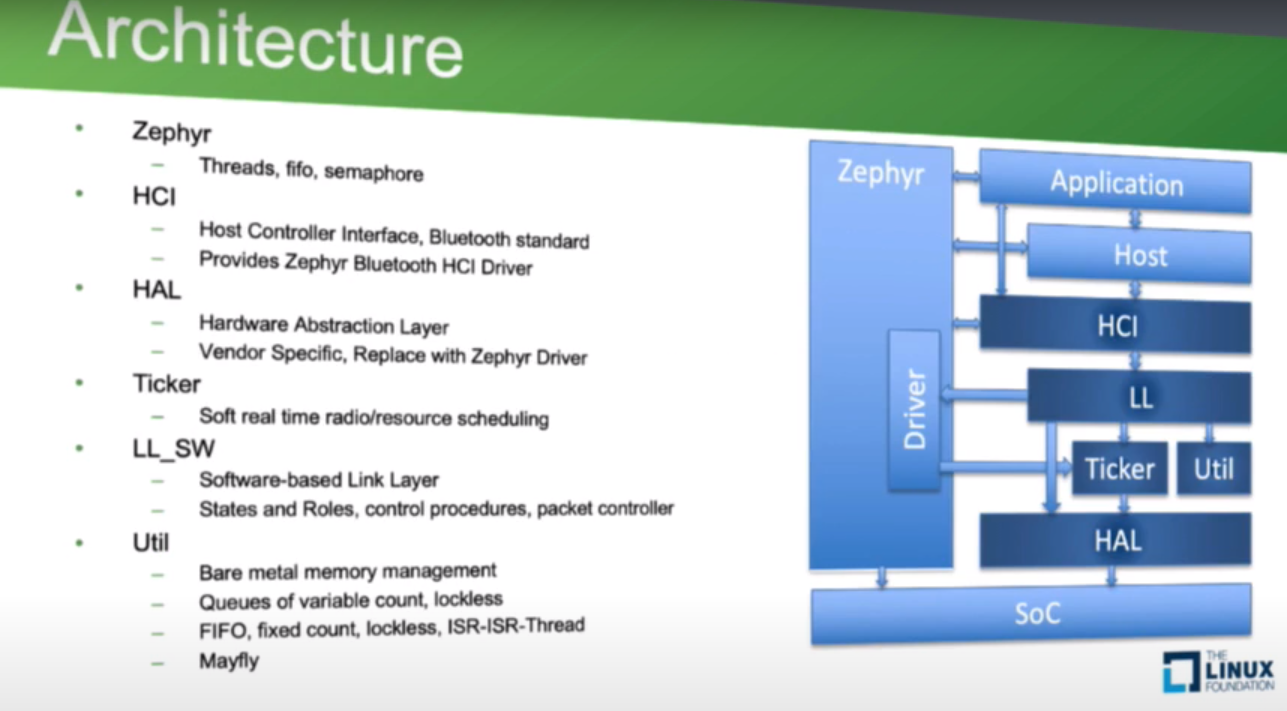 Architecture
• Zephyr
– Threads, fifo, semaphore
• HCI
– Host Controller Interface, Bluetooth standard
– Provides Zephyr Bluetooth HCI Driver
• HAL
– Hardware Abstraction Layer
– Vendor Specific, Replace with Zephyr Driver
• Ticker
– Soft real time radio/resource scheduling
• LL_SW
– Software-based Link Layer
– States and Roles, control procedures, packet controller
• Util
– Bare metal memory management
– Queues of variable count, lockless
– FIFO, fixed count, lockless, ISR-ISR-Thread
– Mayfly
Zephyr
Application
Host
HCI
Driver
LL
Ticker
Util
HAL
SoC
THE
LINUX
FOUNDATION